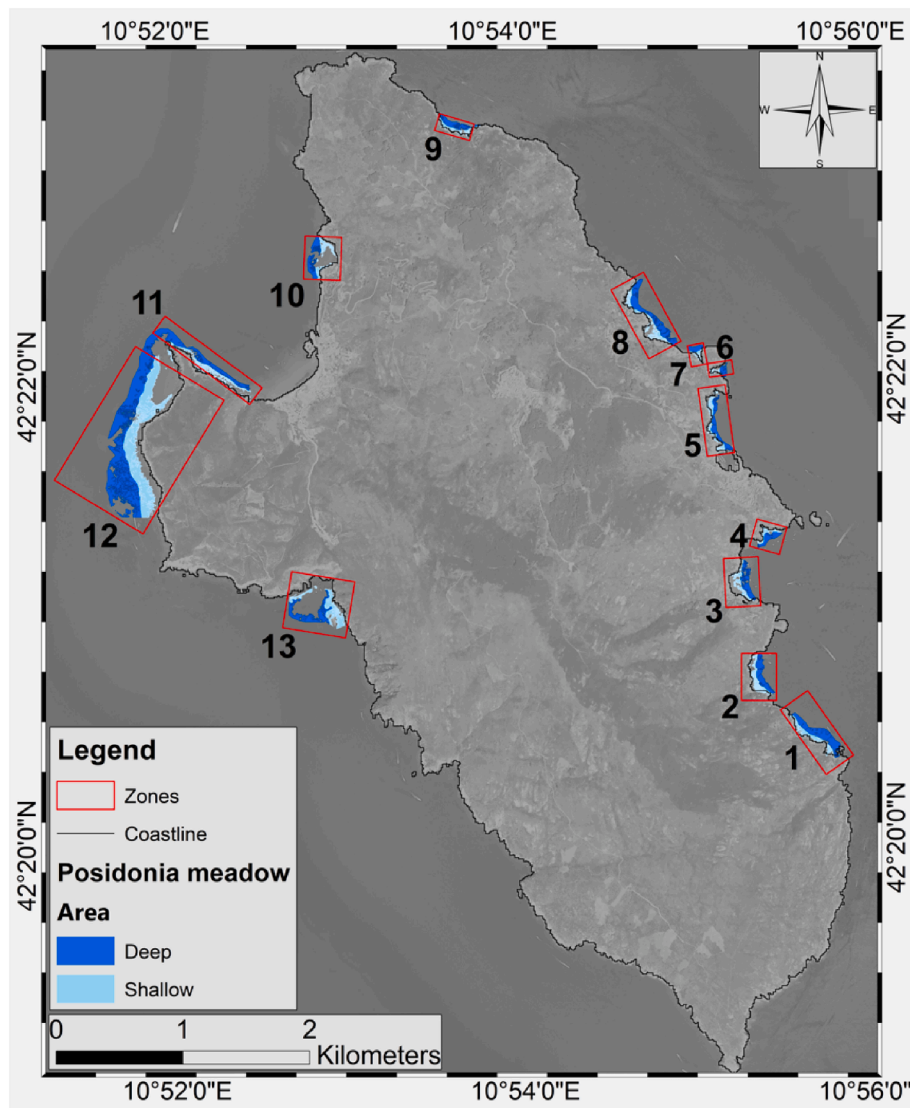 10°52'0"E 10°54'0"E 10°56'0"E
N
W E
S
9
10
11
8
6
7
42°22'0"N 42°22'0"N
5
12
4
3
13
2
1
Legend
Zones
Coastline
Posidonia meadow
Area
Deep
Shallow
42°20'0"N 42°20'0"N
0 1 2
Kilometers
10°52'0"E 10°54'0"E 10°56'0"E